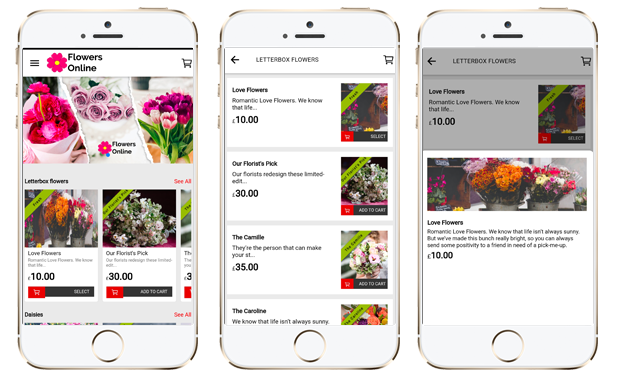 Flowers
Online
Flowers
Online
Letterbox flowers
See All
Fresh
Love Flowers
Romantic Love Flowers. We know
that life...
£10.00
SELECT
Our Florist's Pick
Our florists redesign these limited-
edit...
£30.00
ADD TO CART
Daisies
See All
LETTERBOX FLOWERS
Love Flowers
Romantic Love Flowers. We know
that life...
£10.00
Fresh
SELECT
Our Florist's Pick
Our florists redesign these limited-
edit...
£30.00
ADD TO CART
The Camille
They're the person that can make
your st...
£35.00
ADD TO CART
The Caroline
We know that life isn't always sunny.
LETTERBOX FLOWERS
Love Flowers
Romantic Love Flowers. We know
that life...
£10.00
Fresh
SELECT
Love Flowers
Romantic Love Flowers. We know that life isn't always sunny.
But we've made this bunch really bright, so you can always
send some positivity to a friend in need of a pick-me-up.
£10.00